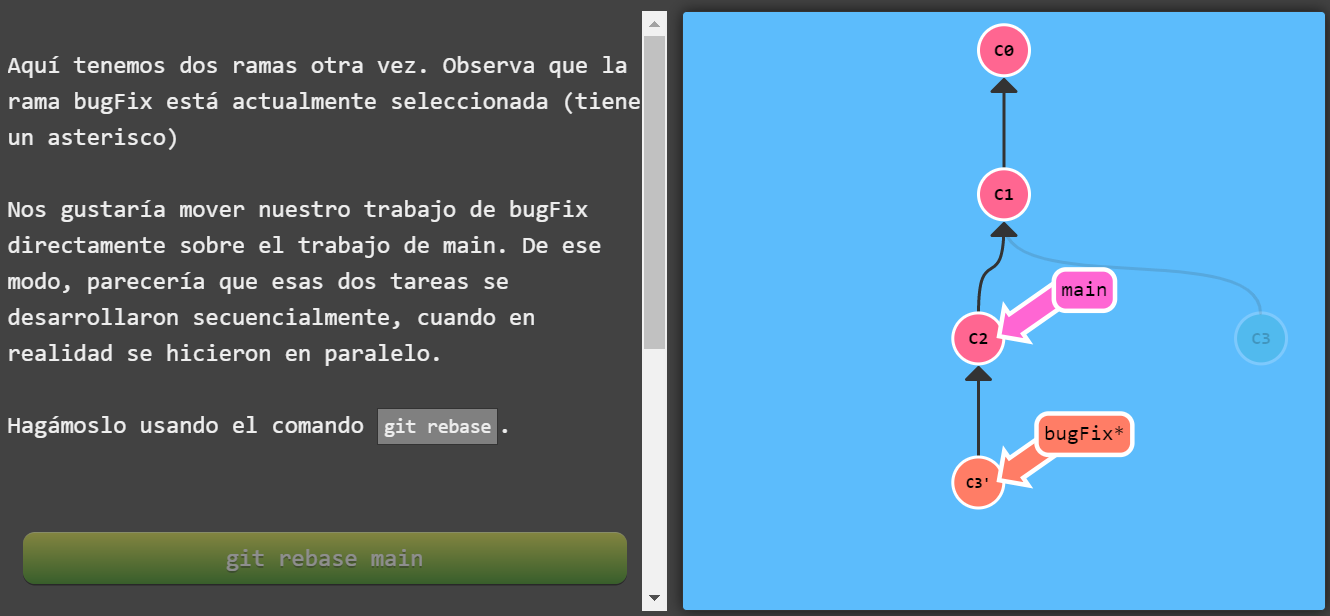 Aquí tenemos dos ramas otra vez. Observa que la
rama bugFix está actualmente seleccionada (tiene
un asterisco)
Nos gustaría mover nuestro trabajo de bugFix
directamente sobre el trabajo de main. De ese
modo, parecería que esas dos tareas se
desarrollaron secuencialmente, cuando en
realidad se hicieron en paralelo.
Hagámoslo usando el comando git rebase.
git rebase main
C0
C1
main
C2
C3
bugFix*
C3'